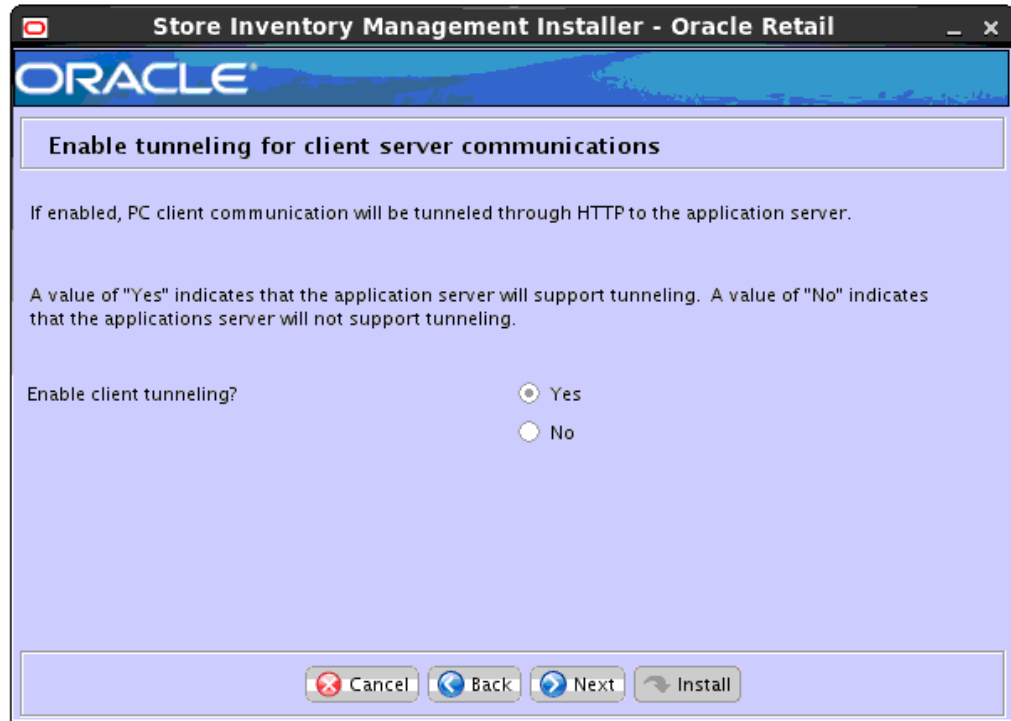 Store Inventory Management Installer - Oracle Retail
ORACLE
Enable tunneling for client server communications
If enabled, PC client communication will be tunneled through HTTP to the application server.
A value of "Yes" indicates that the application server will support tunneling. A value of "No" indicates
that the applications server will not support tunneling.
Enable client tunneling? Yes
No
Cancel Back Next Install